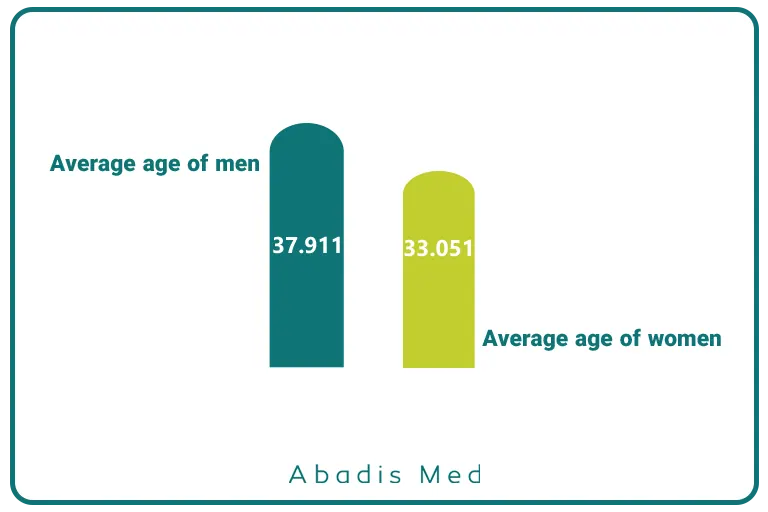 Average age of men
37.911
33.051
Average age of women
Abadis Med